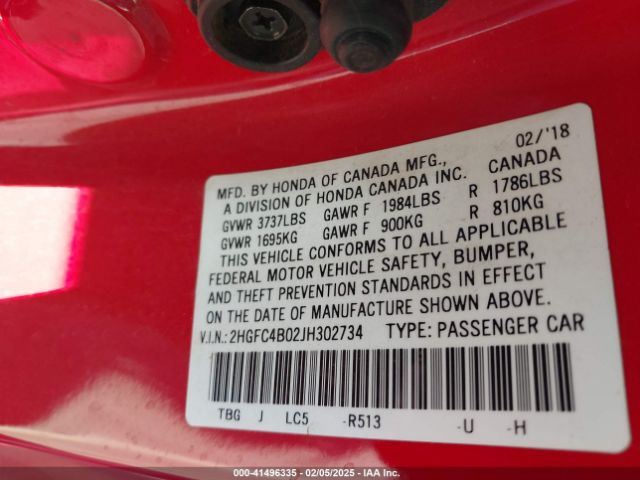 02/'18
MFD. BY HONDA OF CANADA MFG.,
A DIVISION OF HONDA CANADA INC. CANADA
GVWR 3737LBS GAWR F 1984LBS R 1786LBS
GVWR 1695KG GAWR F 900KG R 810KG
THIS VEHICLE CONFORMS TO ALL APPLICABLE
FEDERAL MOTOR VEHICLE SAFETY, BUMPER,
AND THEFT PREVENTION STANDARDS IN EFFECT
ON THE DATE OF MANUFACTURE SHOWN ABOVE.
V.I.N.: 2HGFC4B02JH302734 TYPE: PASSENGER CAR
TBG J LC5 -R513 -U -H
000-41496335 - 02/05/2025 - IAA Inc.